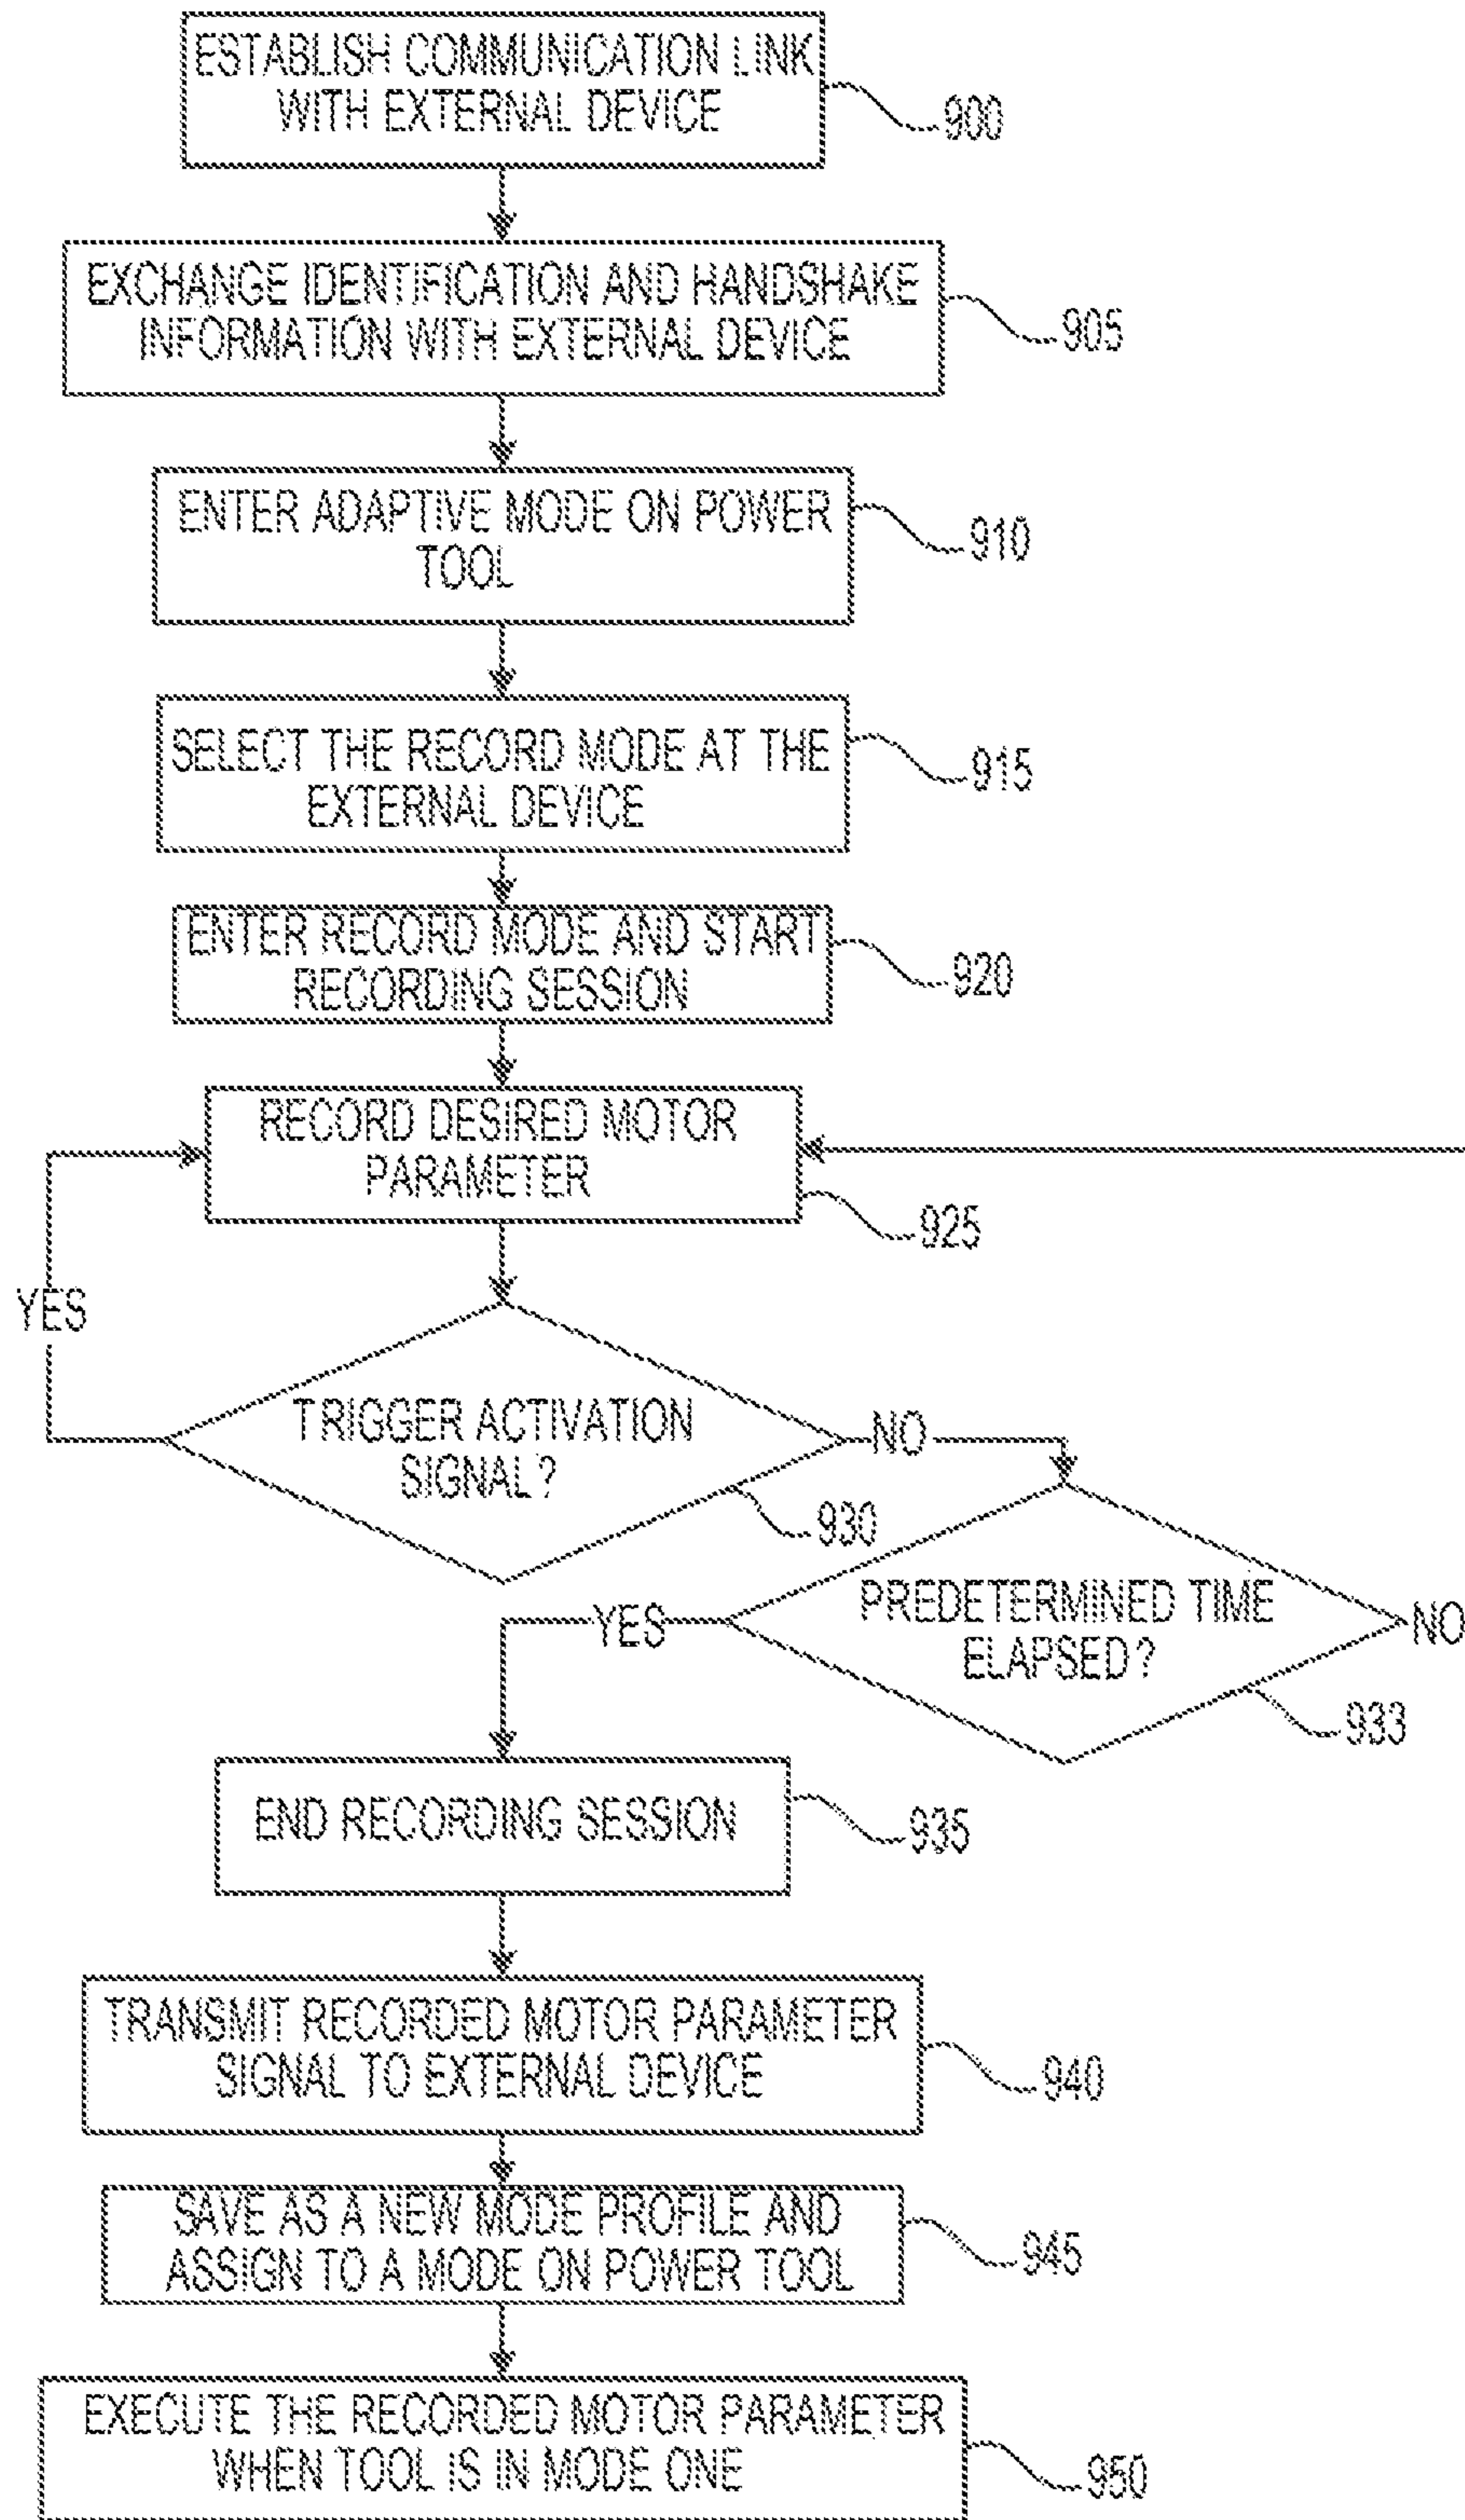 ESTABLISH COMMUNICATION LINK
WITH EXTERNAL DEVICE
900
EXCHANGE IDENTIFICATION AND HANDSHAKE
INFORMATION WITH EXTERNAL DEVICE
905
ENTER ADAPTIVE MODE ON POWER
TOOL
910
SELECT THE RECORD MODE AT THE
EXTERNAL DEVICE
915
ENTER RECORD MODE AND START
RECORDING SESSION
920
RECORD DESIRED MOTOR
PARAMETER
925
YES
TRIGGER ACTIVATION
SIGNAL?
NO
930
PREDETERMINED TIME
ELAPSED?
YES
NO
933
END RECORDING SESSION
935
TRANSMIT RECORDED MOTOR PARAMETER
SIGNAL TO EXTERNAL DEVICE
940
SAVE AS A NEW MODE PROFILE AND
ASSIGN TO A MODE ON POWER TOOL
945
EXECUTE THE RECORDED MOTOR PARAMETER
WHEN TOOL IS IN MODE ONE
950